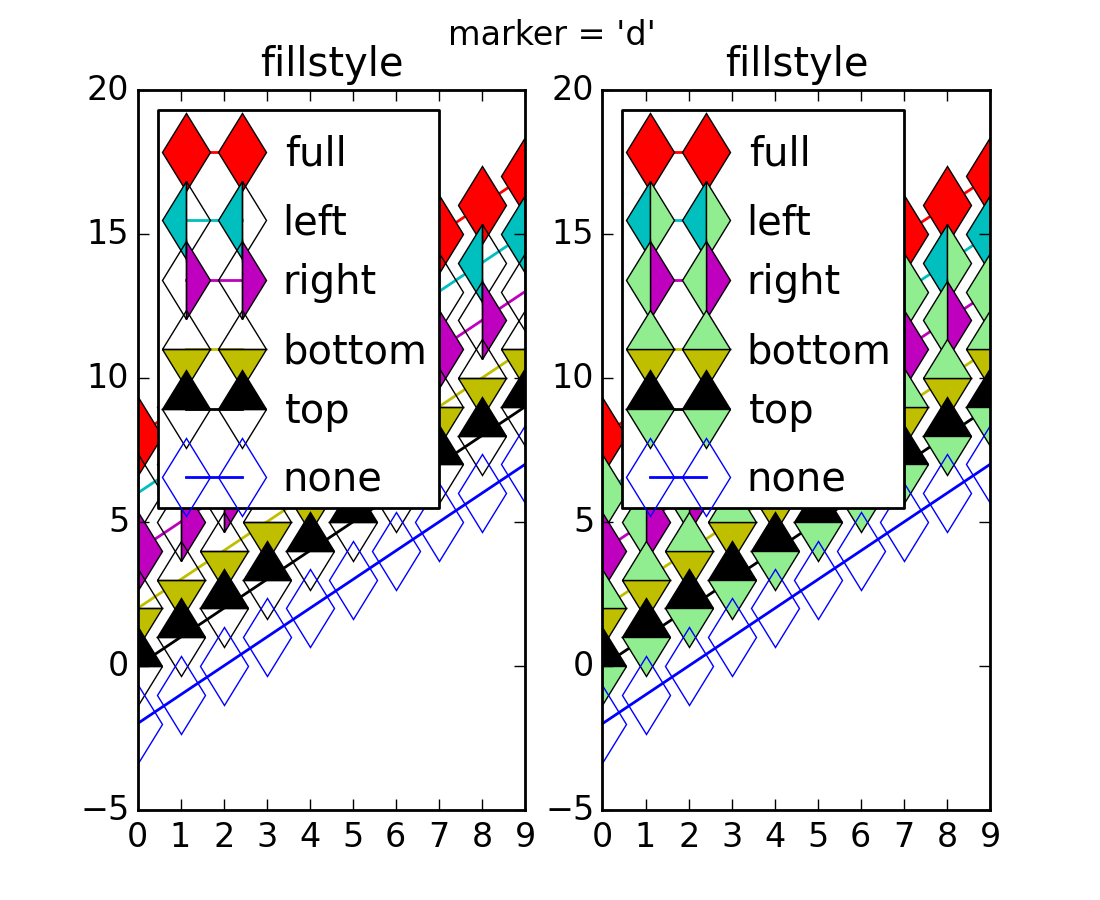 marker = 'd'
fillstyle
fillstyle
20
15
10
5
0
−5
full
left
right
bottom
top
none
0 1 2 3 4 5 6 7 8 9
20
15
10
5
0
−5
full
left
right
bottom
top
none
0 1 2 3 4 5 6 7 8 9